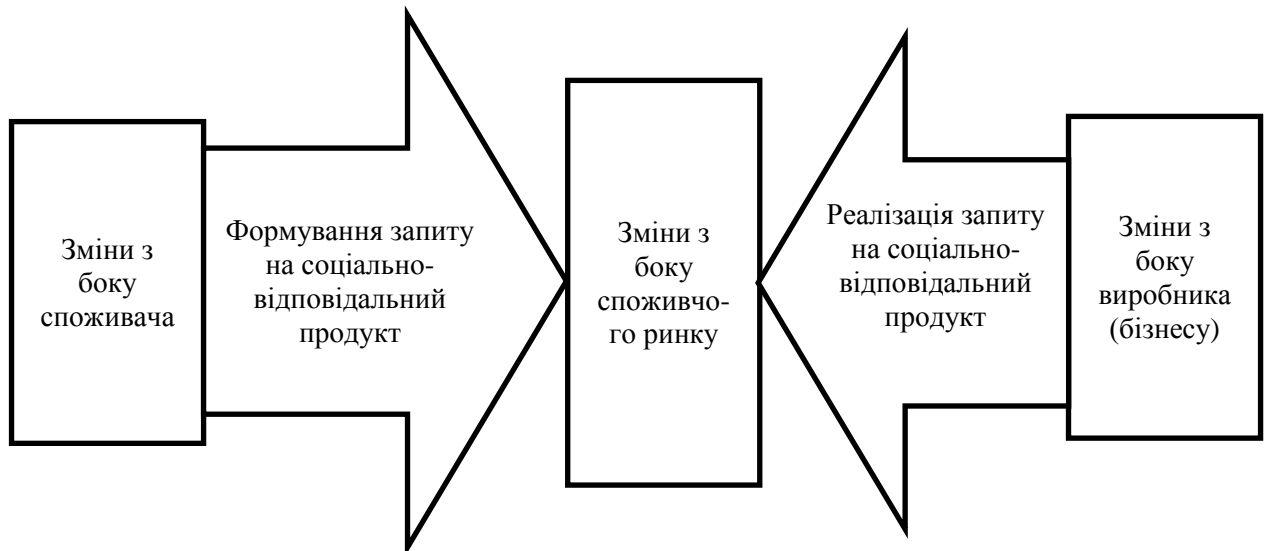 Зміни з
боку
споживача
Формування запиту
на соціально-
відповідальний
продукт
Зміни з
боку
споживчо-
го ринку
Реалізація запиту
на соціально-
відповідальний
продукт
Зміни з
боку
виробника
(бізнесу)